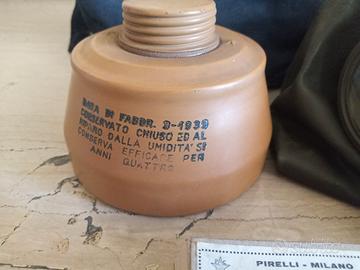 DATA DI FABBR. 9-1939
CONSERVATO CHIUSO ED AL
RIPARO DALLA UMIDITA' SI
CONSERVA EFFICACE PER
ANNI QUATTRO
PIRELLI - MILANO